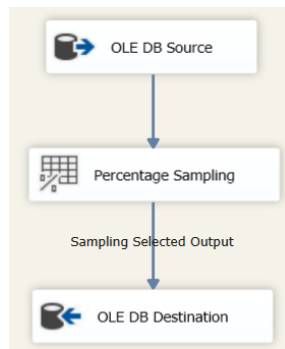 OLE DB Source
Percentage Sampling
Sampling Selected Output
OLE DB Destination